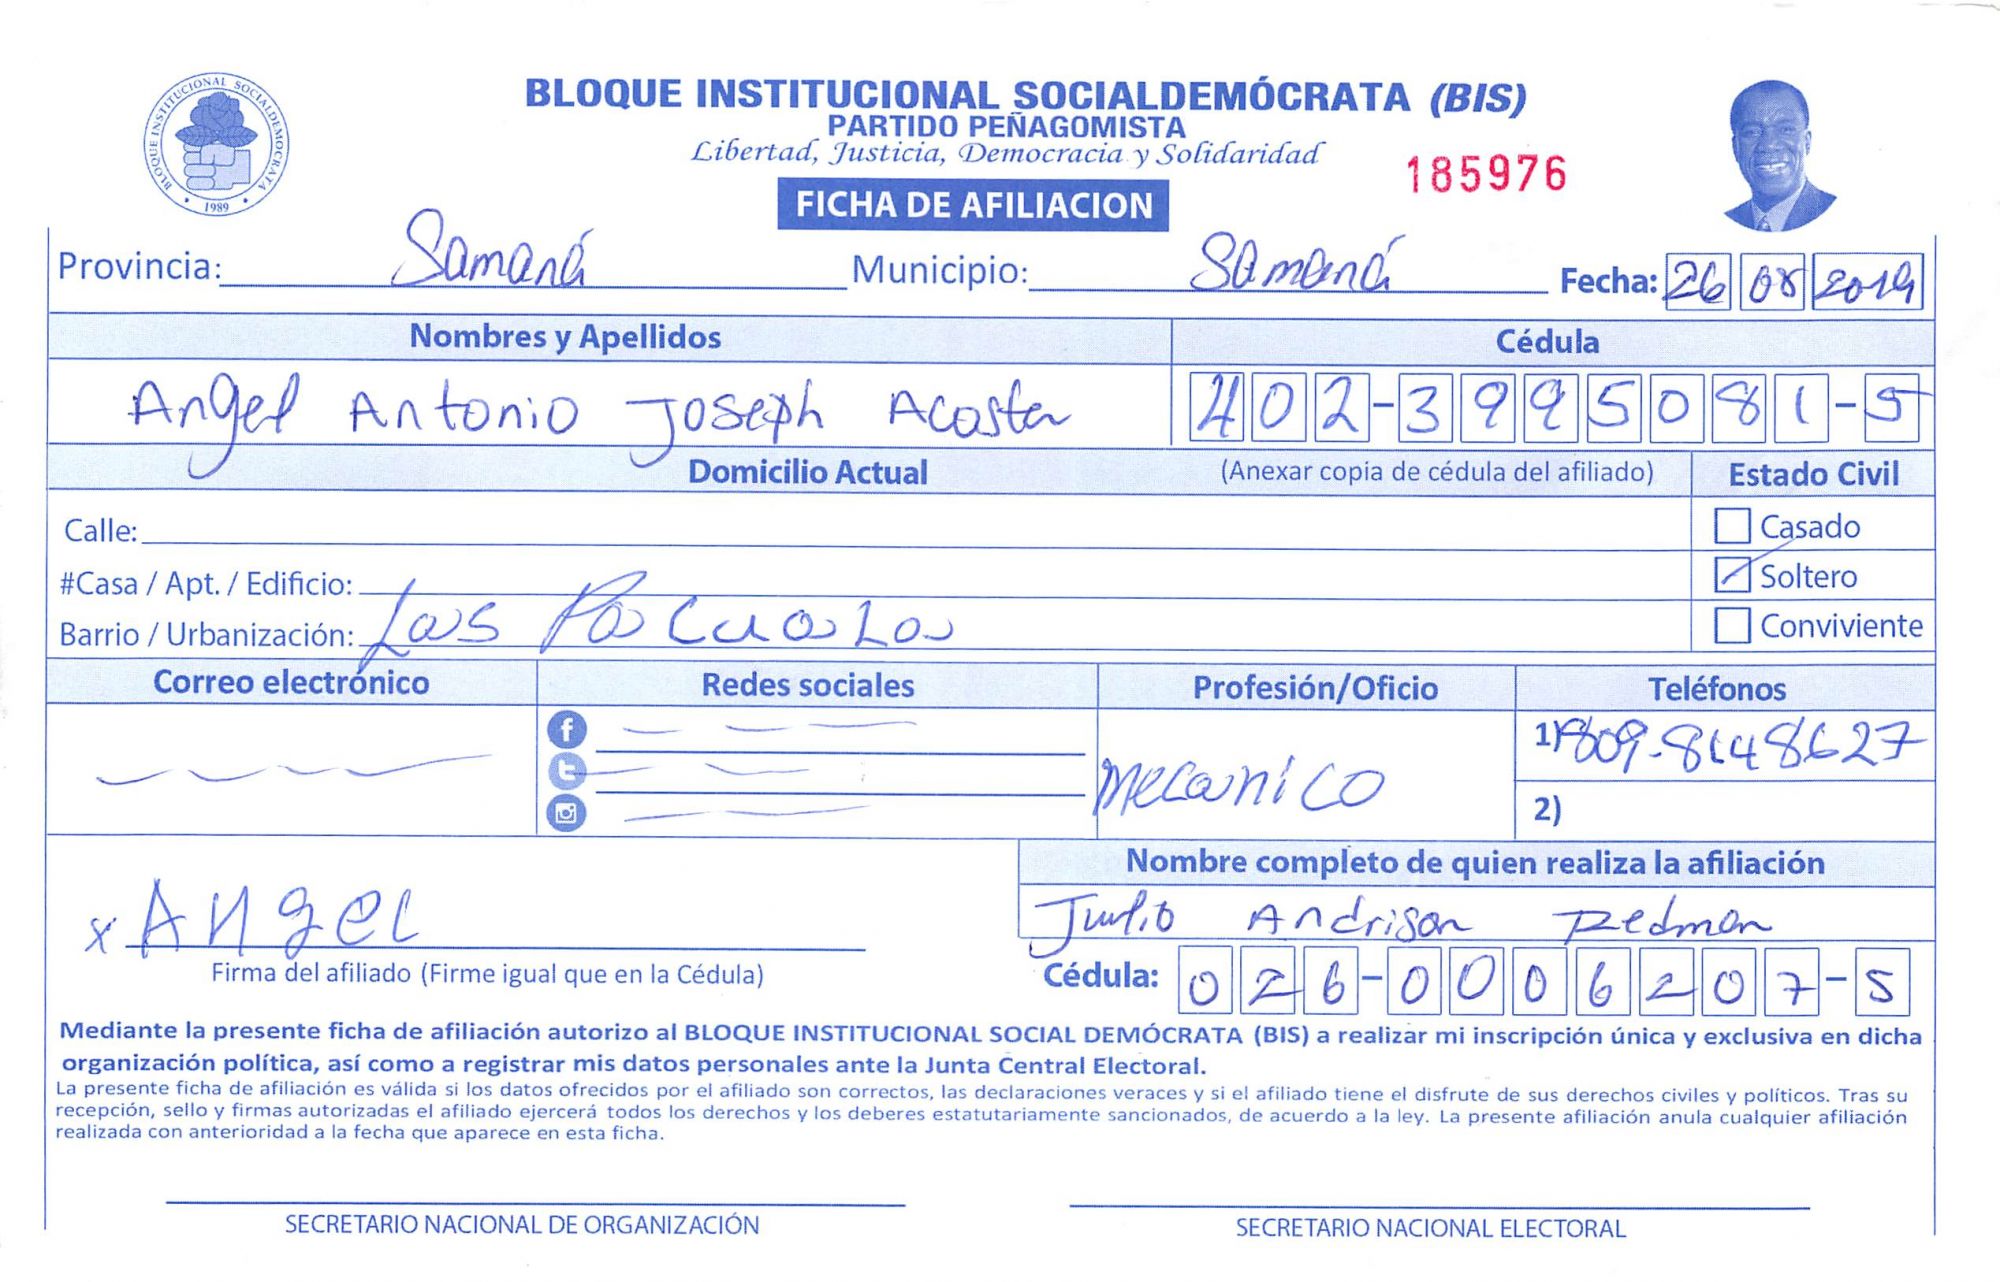 BLOQUE INSTITUCIONAL SOCIALDEMOCRATA
1989
BLOQUE INSTITUCIONAL SOCIALDEMÓCRATA (BIS)
PARTIDO PEÑAGOMISTA
Libertad, Justicia, Democracia y Solidaridad
185976
FICHA DE AFILIACION
Provincia: Samaná Municipio: Samaná Fecha: 26 08 2019
Nombres y Apellidos Cédula
Angel Antonio Joseph Acosta 402-3995081-5
Domicilio Actual (Anexar copia de cédula del afiliado) Estado Civil
Calle: Casado
#Casa / Apt. / Edificio: Soltero
Barrio / Urbanización: Las Pascuala Conviviente
Correo electrónico Redes sociales Profesión/Oficio Teléfonos
1) 809-8148627
Mecanico
2)
Nombre completo de quien realiza la afiliación
x Angel Julio Andrison Redman
Firma del afiliado (Firme igual que en la Cédula) Cédula: 026-0006207-5
Mediante la presente ficha de afiliación autorizo al BLOQUE INSTITUCIONAL SOCIAL DEMÓCRATA (BIS) a realizar mi inscripción única y exclusiva en dicha
organización política, así como a registrar mis datos personales ante la Junta Central Electoral.
La presente ficha de afiliación es válida si los datos ofrecidos por el afiliado son correctos, las declaraciones veraces y si el afiliado tiene el disfrute de sus derechos civiles y políticos. Tras su
recepción, sello y firmas autorizadas el afiliado ejercerá todos los derechos y los deberes estatutariamente sancionados, de acuerdo a la ley. La presente afiliación anula cualquier afiliación
realizada con anterioridad a la fecha que aparece en esta ficha.
SECRETARIO NACIONAL DE ORGANIZACIÓN SECRETARIO NACIONAL ELECTORAL